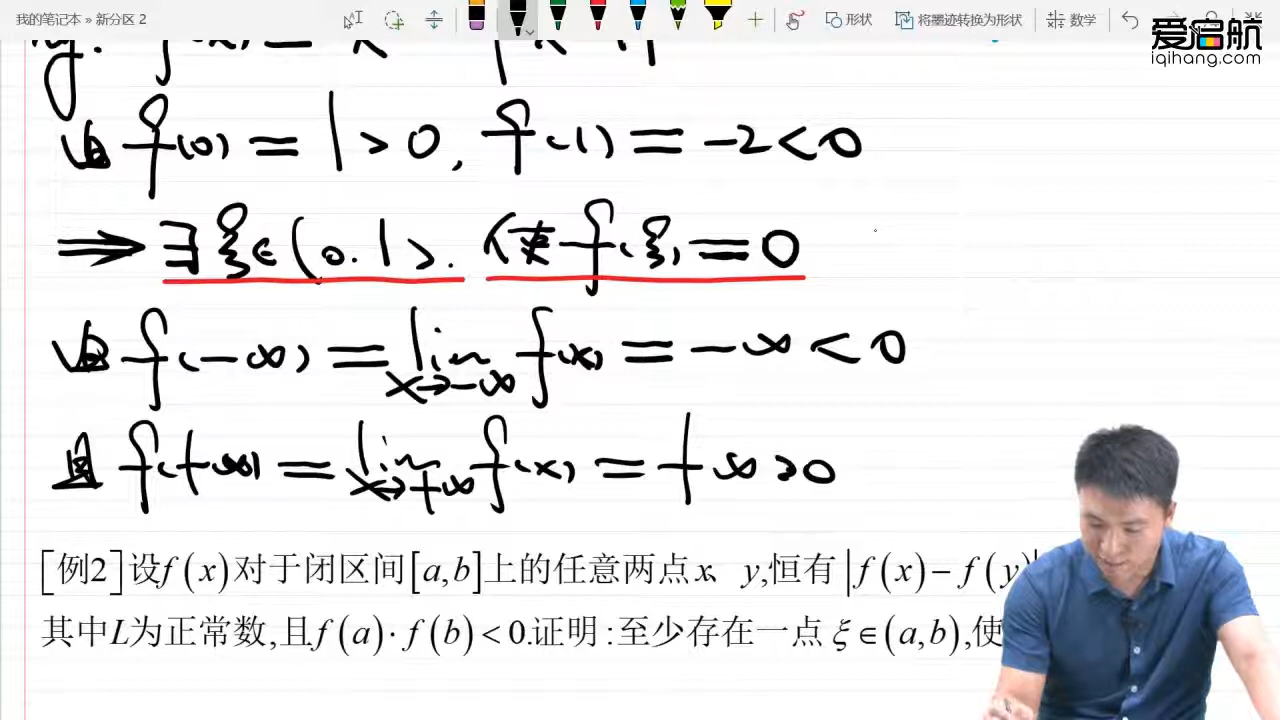 我的笔记本 » 新分区 2
形状
将墨迹转换为形状
数学
爱启航
iqihang.com
由 f(0) = 1 > 0, f(1) = -2 < 0
⇒ ∃ξ∈(0.1). 使 f(ξ) = 0
由 f(-∞) = lim x→-∞ f(x) = -∞ < 0
且 f(+∞) = lim x→+∞ f(x) = +∞ > 0
[例2]设f(x)对于闭区间[a,b]上的任意两点x、y,恒有|f(x)-f(y)|
其中L为正常数,且f(a)·f(b)<0.证明:至少存在一点ξ∈(a,b),使